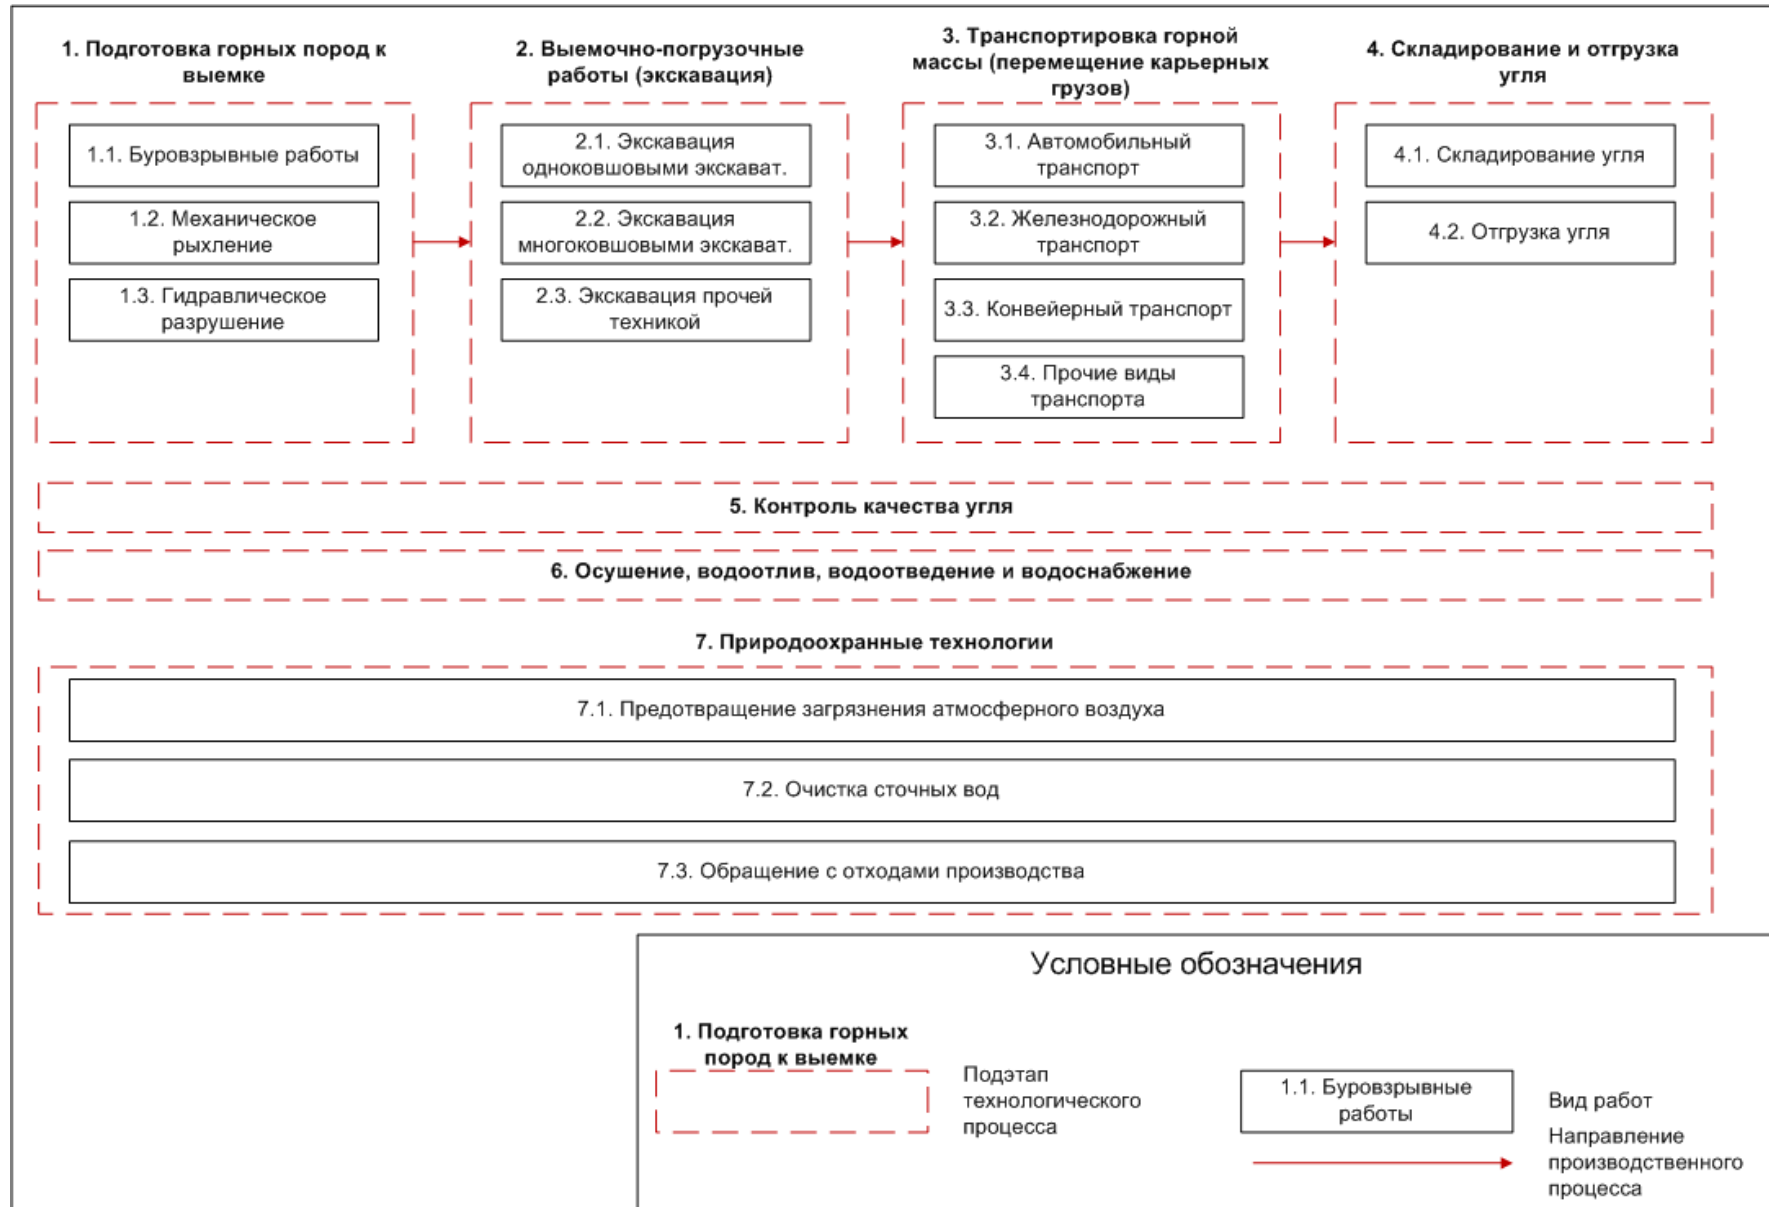 1. Подготовка горных пород к
выемке
1.1. Буровзрывные работы
1.2. Механическое
рыхление
1.3. Гидравлическое
разрушение
2. Выемочно-погрузочные
работы (экскавация)
2.1. Экскавация
одноковшовыми экскават.
2.2. Экскавация
многоковшовыми экскават.
2.3. Экскавация прочей
техникой
3. Транспортировка горной
массы (перемещение карьерных
грузов)
3.1. Автомобильный
транспорт
3.2. Железнодорожный
транспорт
3.3. Конвейерный транспорт
3.4. Прочие виды
транспорта
4. Складирование и отгрузка
угля
4.1. Складирование угля
4.2. Отгрузка угля
5. Контроль качества угля
6. Осушение, водоотлив, водоотведение и водоснабжение
7. Природоохранные технологии
7.1. Предотвращение загрязнения атмосферного воздуха
7.2. Очистка сточных вод
7.3. Обращение с отходами производства
Условные обозначения
1. Подготовка горных
пород к выемке
Подэтап
технологического
процесса
1.1. Буровзрывные
работы
Вид работ
Направление
производственного
процесса